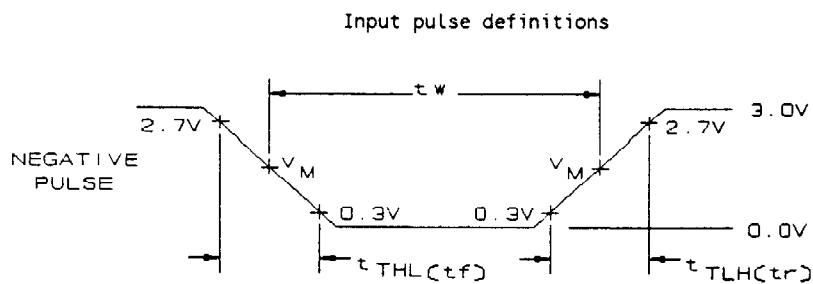 Input pulse definitions
tw
3.0V
2.7V
2.7V
NEGATIVE
PULSE
VM
VM
0.3V
0.3V
0.0V
tTHL(tf)
tTLH(tr)